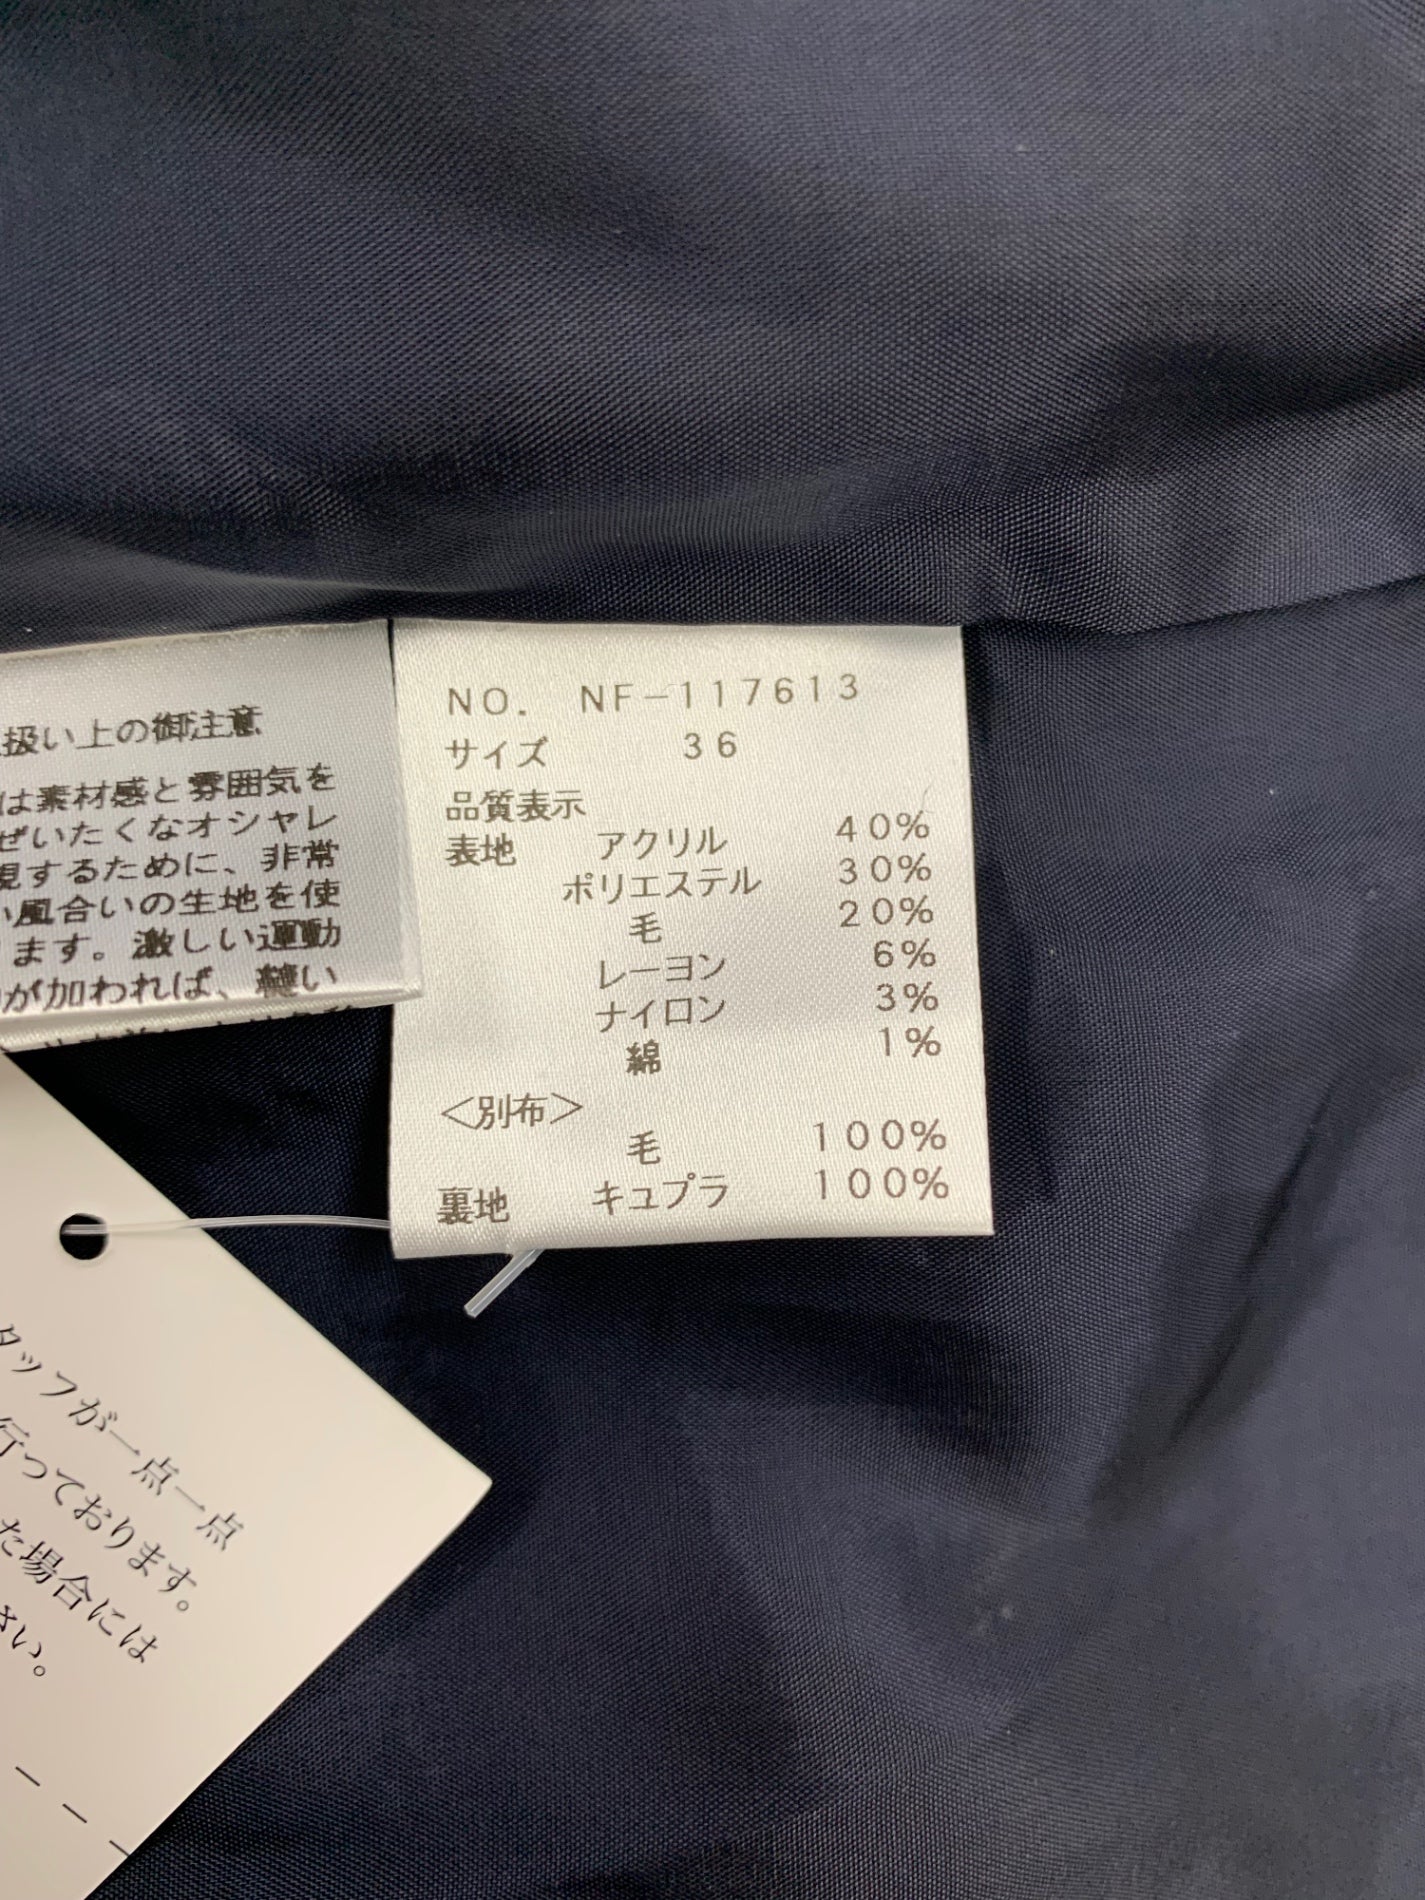 扱い上の御注意
は素材感と雰囲気を
ぜいたくなオシャレ
現するために、非常
い風合いの生地を使
ます。激しい運動
が加われば、縫い
NO. NF-117613
サイズ 36
品質表示
表地 アクリル 40%
ポリエステル 30%
毛 20%
レーヨン 6%
ナイロン 3%
綿 1%
<別布>
毛 100%
裏地 キュプラ 100%
タッフが一点一点
行っております。
た場合には
さい。